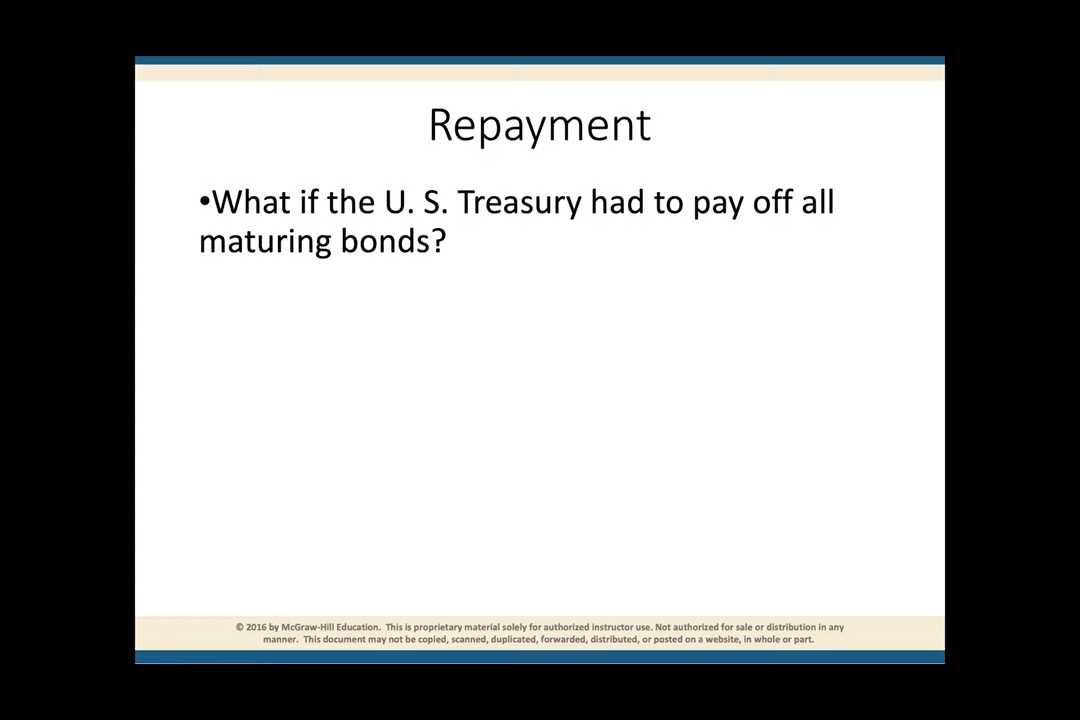 Repayment
•What if the U. S. Treasury had to pay off all
maturing bonds?
© 2016 by McGraw-Hill Education. This is proprietary material solely for authorized instructor use. Not authorized for sale or distribution in any
manner. This document may not be copied, scanned, duplicated, forwarded, distributed, or posted on a website, in whole or part.